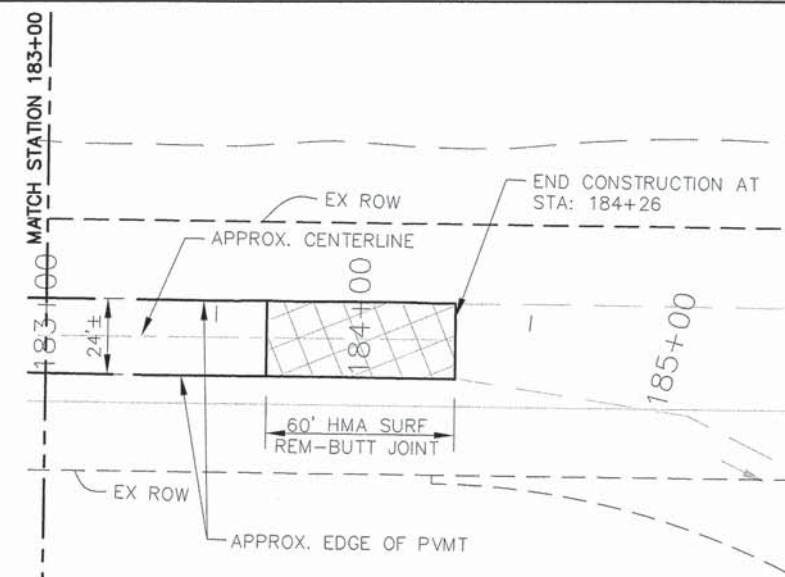 MATCH STATION 183+00
EX ROW
END CONSTRUCTION AT
STA: 184+26
APPROX. CENTERLINE
183+00
24'±
184+00
185+00
60' HMA SURF
REM-BUTT JOINT
EX ROW
APPROX. EDGE OF PVMT